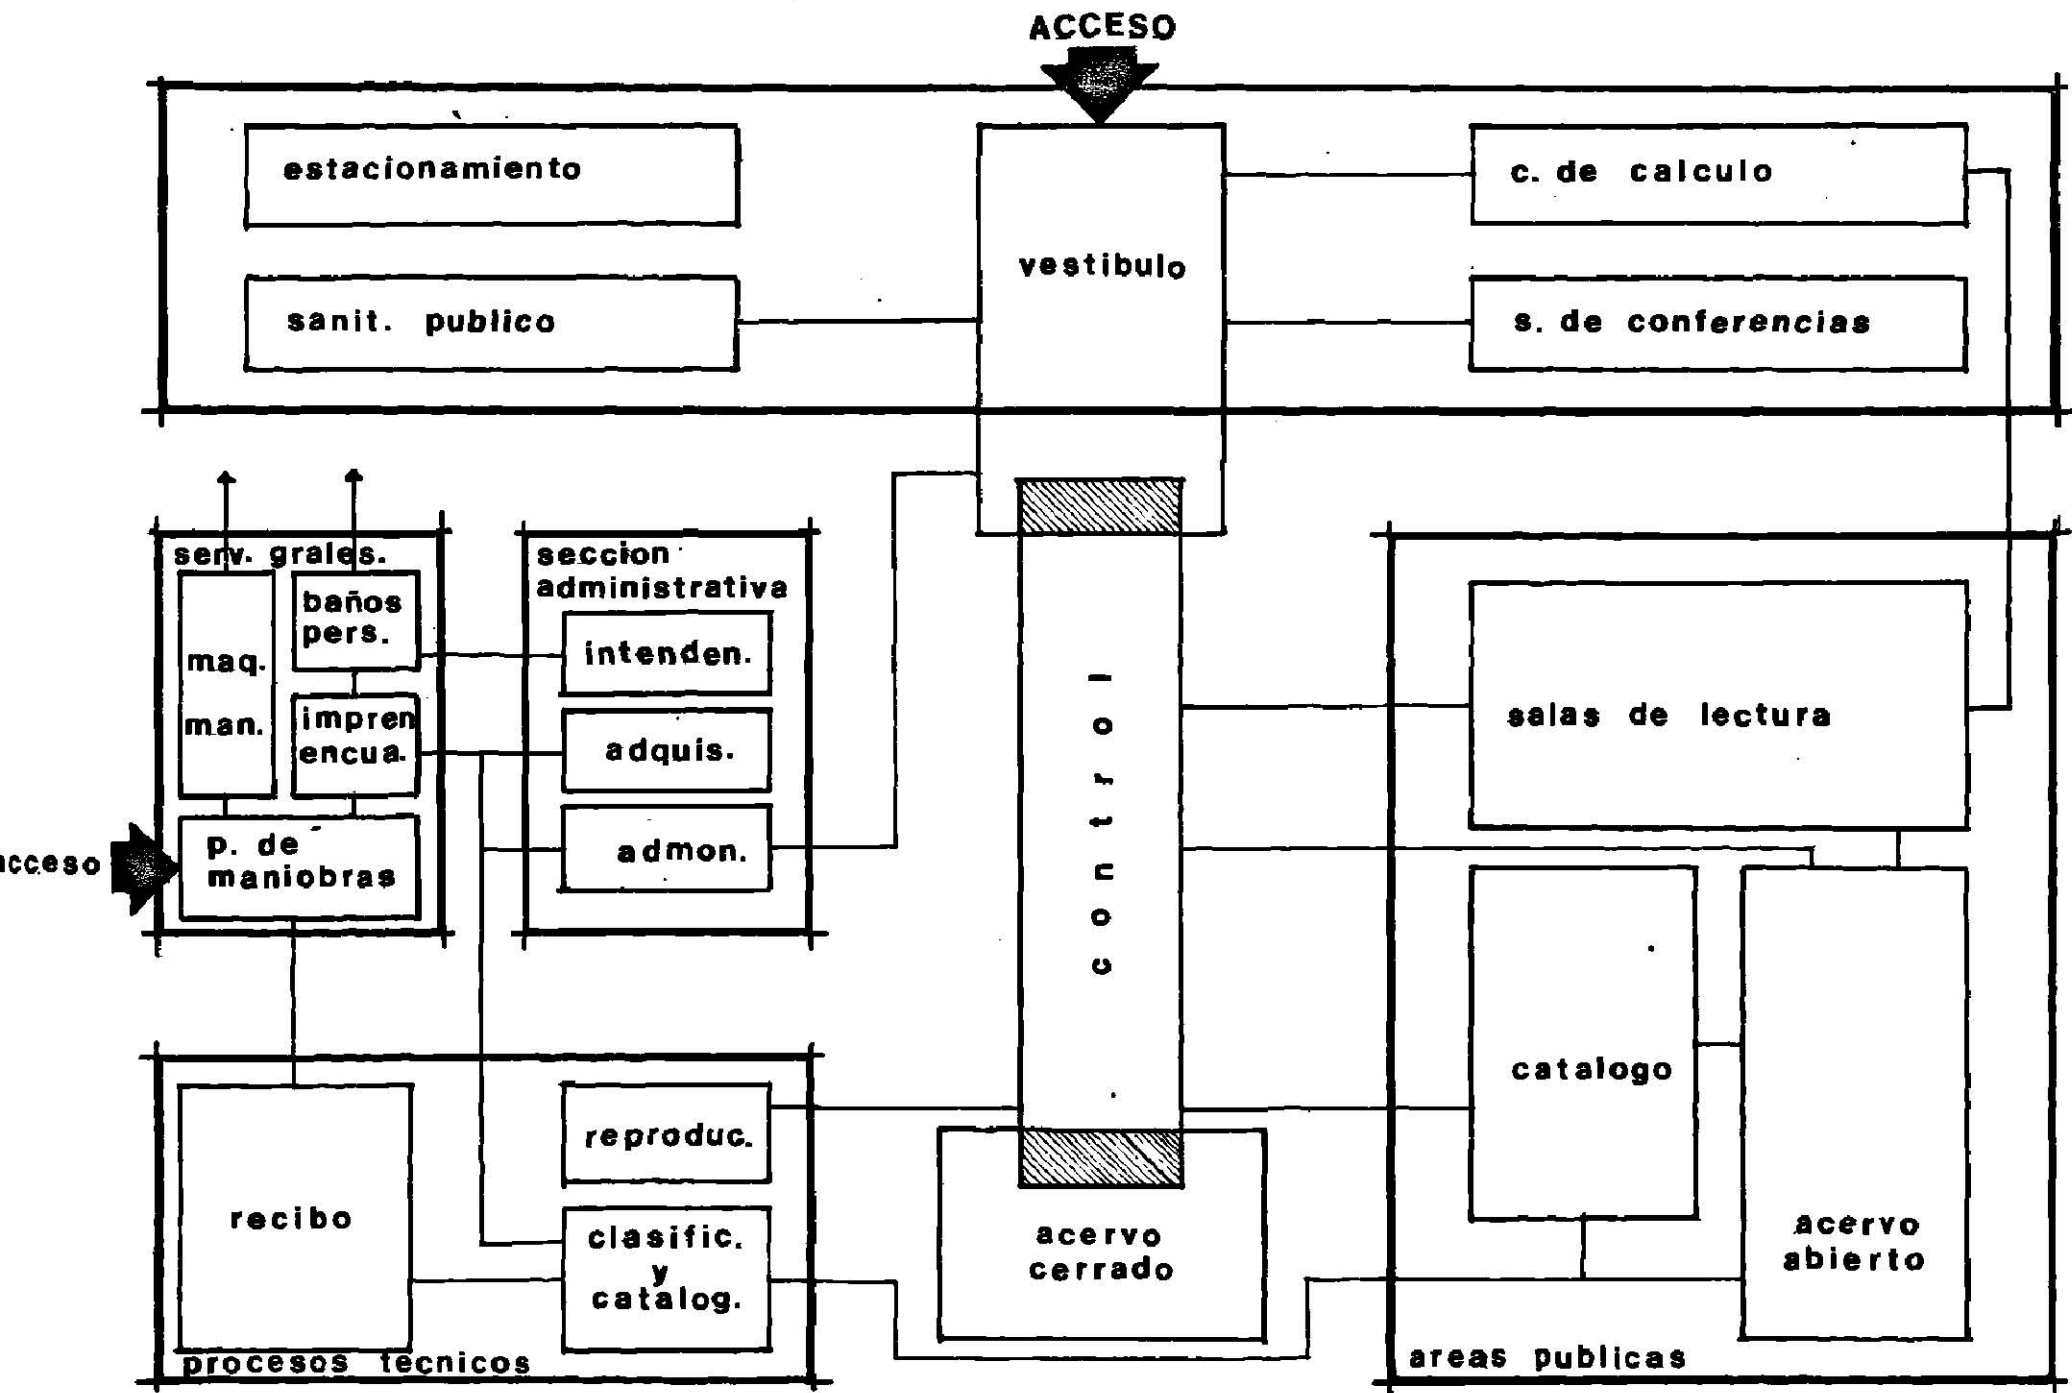 ACCESO
estacionamiento
c. de calculo
vestibulo
sanit. publico
s. de conferencias
serv. grales.
baños
pers.
maq.
man.
impren
encua.
p. de
maniobras
acceso
seccion
administrativa
intenden.
adquis.
admon.
control
salas de lectura
catalogo
acervo
abierto
areas publicas
recibo
reproduc.
clasific.
y
catalog.
procesos tecnicos
acervo
cerrado